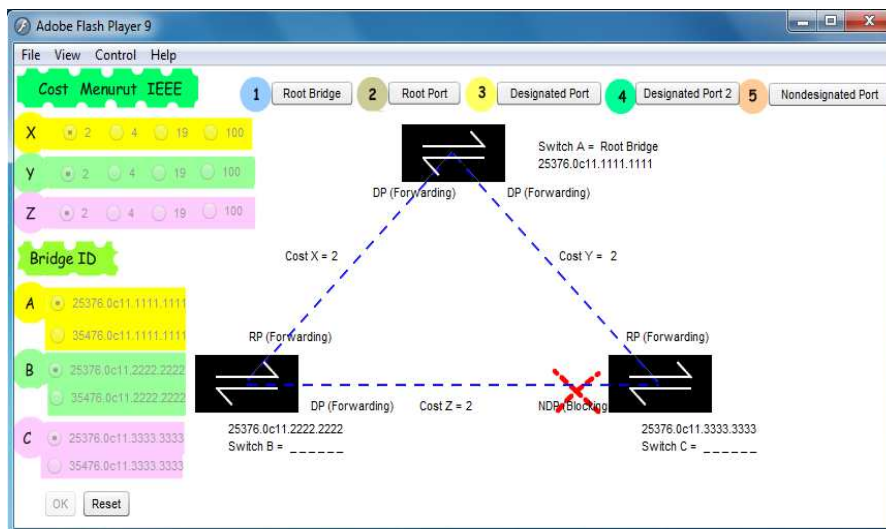 Adobe Flash Player 9
File View Control Help
Cost Menurut IEEE
1 Root Bridge 2 Root Port 3 Designated Port 4 Designated Port 2 5 Nondesignated Port
X 2 4 19 100
Y 2 4 19 100
Z 2 4 19 100
Switch A = Root Bridge
25376.0c11.1111.1111
DP (Forwarding) DP (Forwarding)
Cost X = 2 Cost Y = 2
Bridge ID
A 25376.0c11.1111.1111
35476.0c11.1111.1111
B 25376.0c11.2222.2222
35476.0c11.2222.2222
C 25376.0c11.3333.3333
35476.0c11.3333.3333
RP (Forwarding) RP (Forwarding)
DP (Forwarding) Cost Z = 2 NDP (Blocking
25376.0c11.2222.2222
Switch B = _ _ _ _ _ _
25376.0c11.3333.3333
Switch C = _ _ _ _ _ _
OK Reset